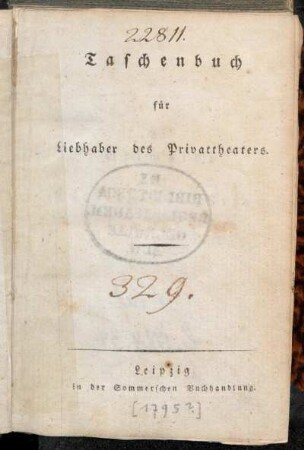 22811.
Taschenbuch
für
Liebhaber des Privattheaters.
329.
Leipzig
in der Sommerschen Buchhandlung.
[1795?.]